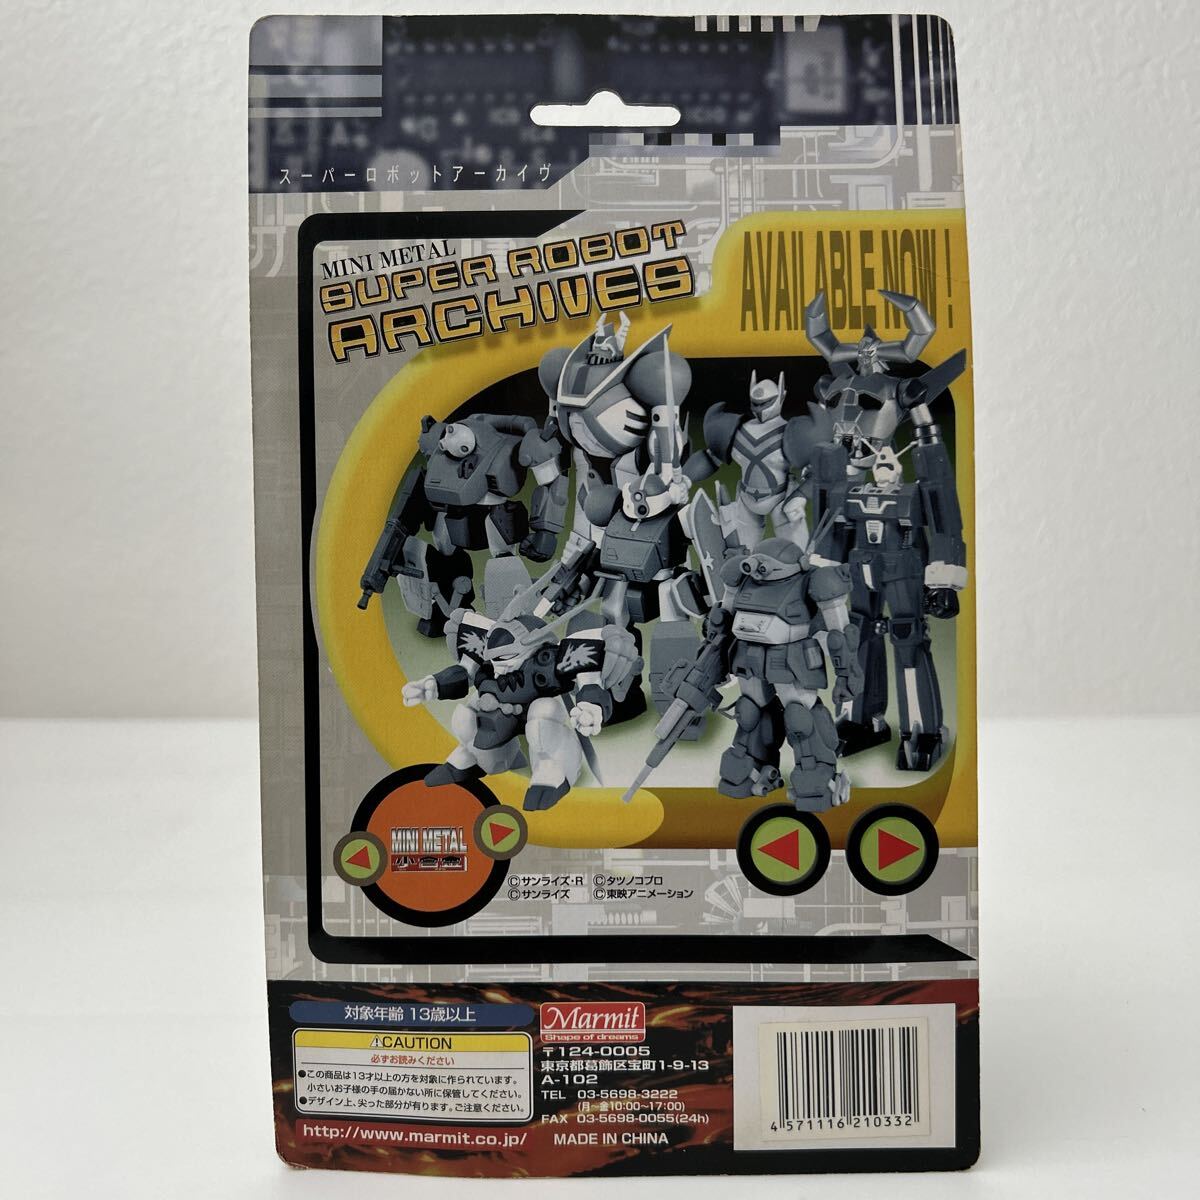 スーパーロボットアーカイヴ
MINI METAL
SUPER ROBOT
ARCHIVES
AVAILABLE NOW!
MINI METAL
小合金
©サンライズ・R ©タツノコプロ
©サンライズ ©東映アニメーション
対象年齢 13歳以上
⚠CAUTION
必ずお読みください
●この商品は13才以上の方を対象に作られています。
小さいお子様の手の届かない所に保管してください。
●デザイン上、尖った部分が有ります。ご注意ください。
http://www.marmit.co.jp/
Marmit
Shape of dreams
〒124-0005
東京都葛飾区宝町1-9-13
A-102
TEL 03-5698-3222
(月~金10:00~17:00)
FAX 03-5698-0055(24h)
MADE IN CHINA
4 571116 210332